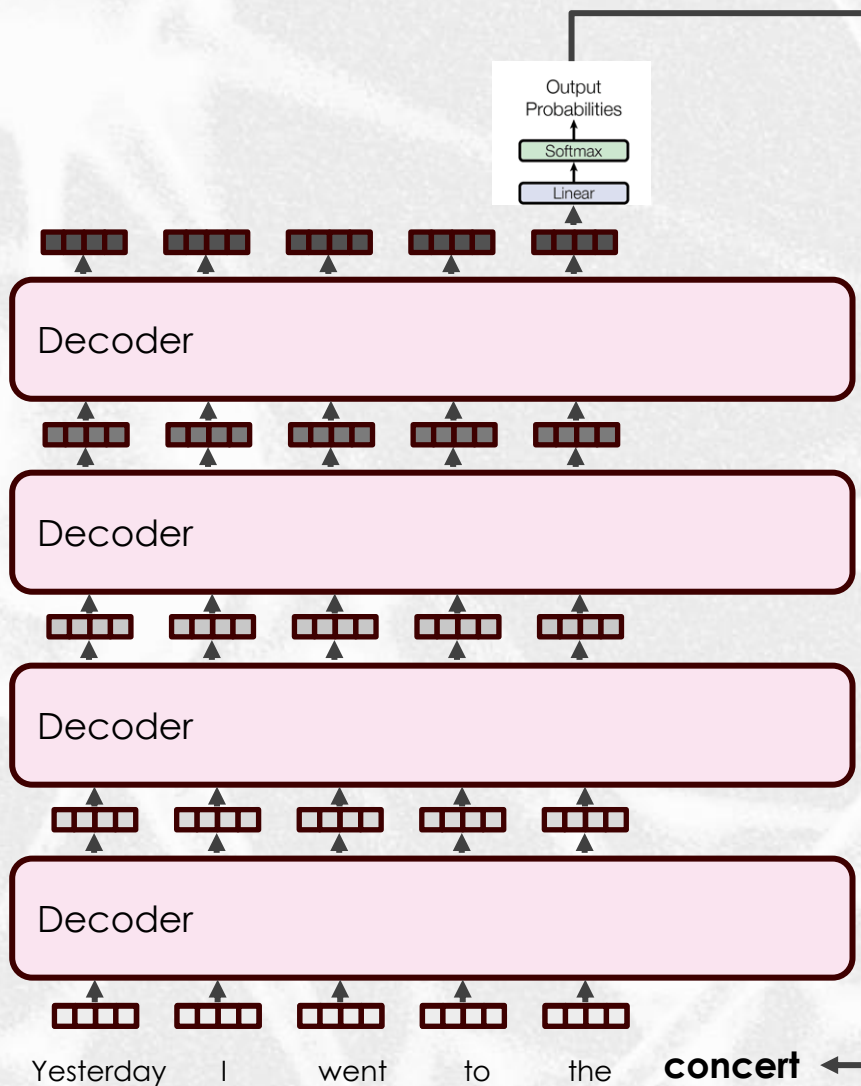 Output
Probabilities
Softmax
Linear
Decoder
Decoder
Decoder
Decoder
Yesterday I went to the concert